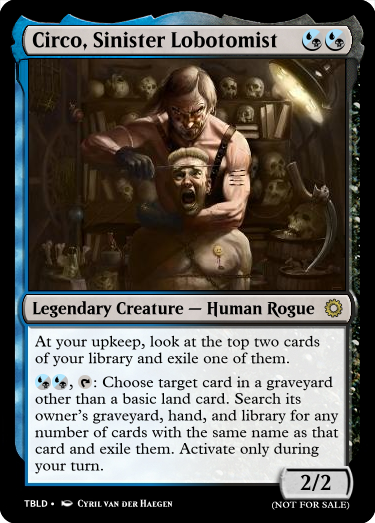 Circo, Sinister Lobotomist
Legendary Creature — Human Rogue
At your upkeep, look at the top two cards
of your library and exile one of them.
, : Choose target card in a graveyard
other than a basic land card. Search its
owner's graveyard, hand, and library for any
number of cards with the same name as that
card and exile them. Activate only during
your turn.
2/2
TBLD • Cyril van der Haegen
(NOT FOR SALE)